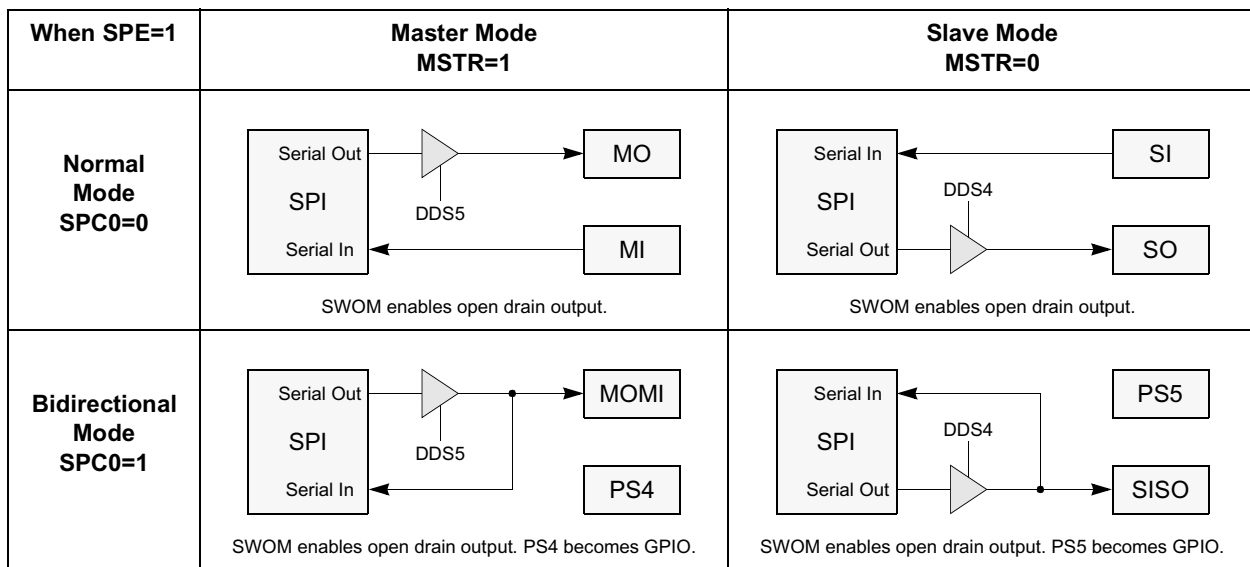 When SPE=1
Master Mode
MSTR=1
Slave Mode
MSTR=0
Normal
Mode
SPC0=0
Serial Out
SPI
Serial In
DDS5
MO
MI
SWOM enables open drain output.
Serial In
SPI
Serial Out
DDS4
SI
SO
SWOM enables open drain output.
Bidirectional
Mode
SPC0=1
Serial Out
SPI
Serial In
DDS5
MOMI
PS4
SWOM enables open drain output. PS4 becomes GPIO.
Serial In
SPI
Serial Out
DDS4
PS5
SISO
SWOM enables open drain output. PS5 becomes GPIO.